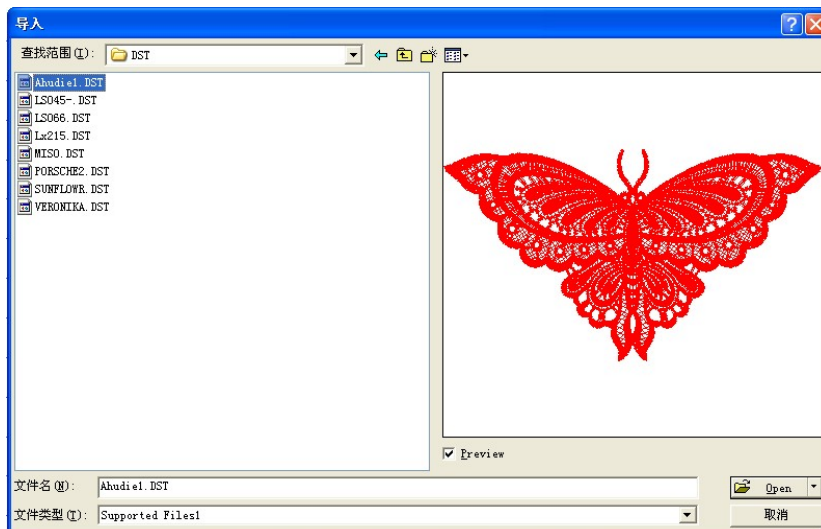 导入
查找范围(I): DST
Ahudie1.DST
LS045-.DST
LS066.DST
Lx215.DST
MISO.DST
PORSCHE2.DST
SUNFLOWR.DST
VERONIKA.DST
Preview
文件名(N): Ahudie1.DST
Open
文件类型(T): Supported Files1
取消